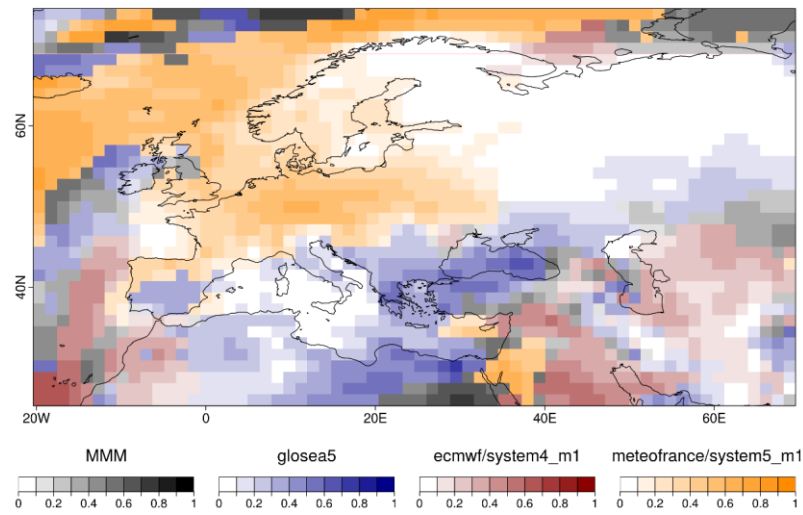 60N
40N
20W 0 20E 40E 60E
MMM glosea5 ecmwf/system4_m1 meteofrance/system5_m1
0 0.2 0.4 0.6 0.8 1 0 0.2 0.4 0.6 0.8 1 0 0.2 0.4 0.6 0.8 1 0 0.2 0.4 0.6 0.8 1